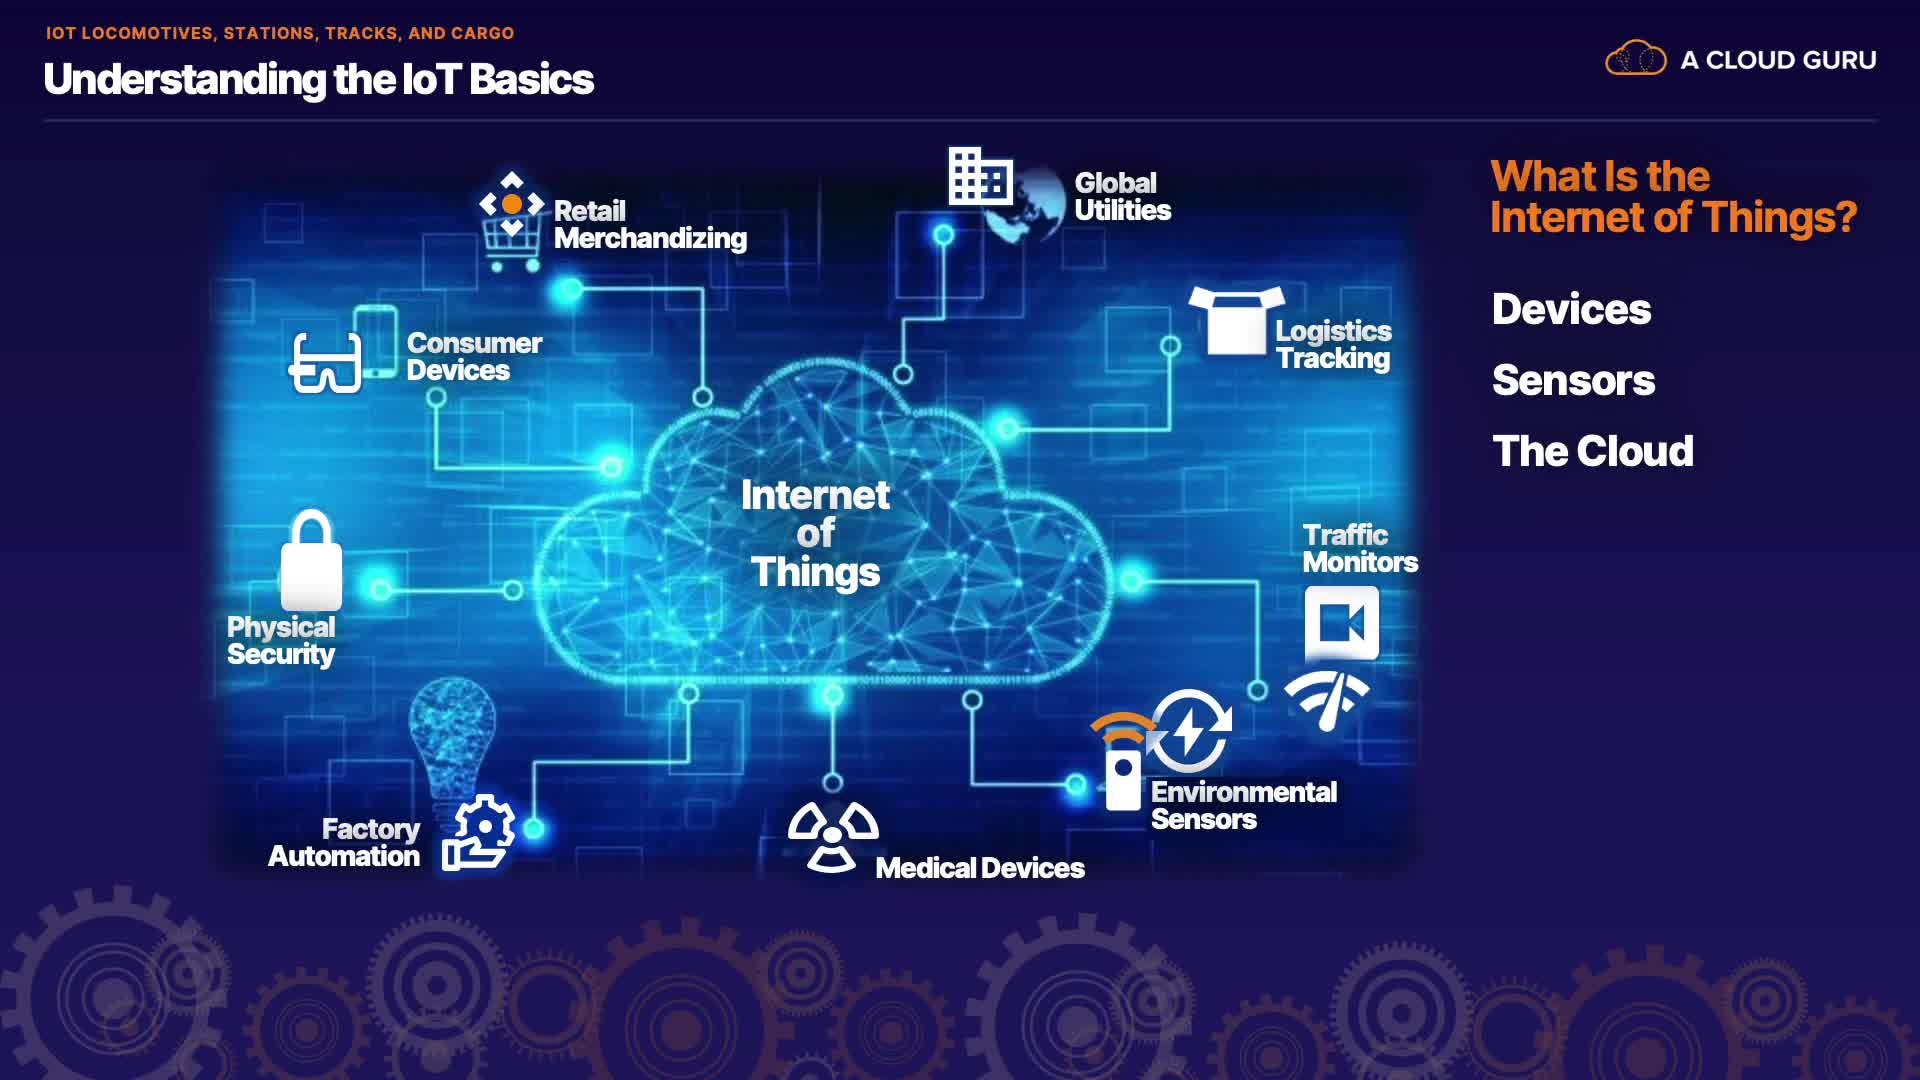 IOT LOCOMOTIVES, STATIONS, TRACKS, AND CARGO
Understanding the IoT Basics
A CLOUD GURU
What Is the
Internet of Things?
Devices
Sensors
The Cloud
Retail
Merchandizing
Global
Utilities
Consumer
Devices
Logistics
Tracking
Internet
of
Things
Physical
Security
Traffic
Monitors
Factory
Automation
Medical Devices
Environmental
Sensors